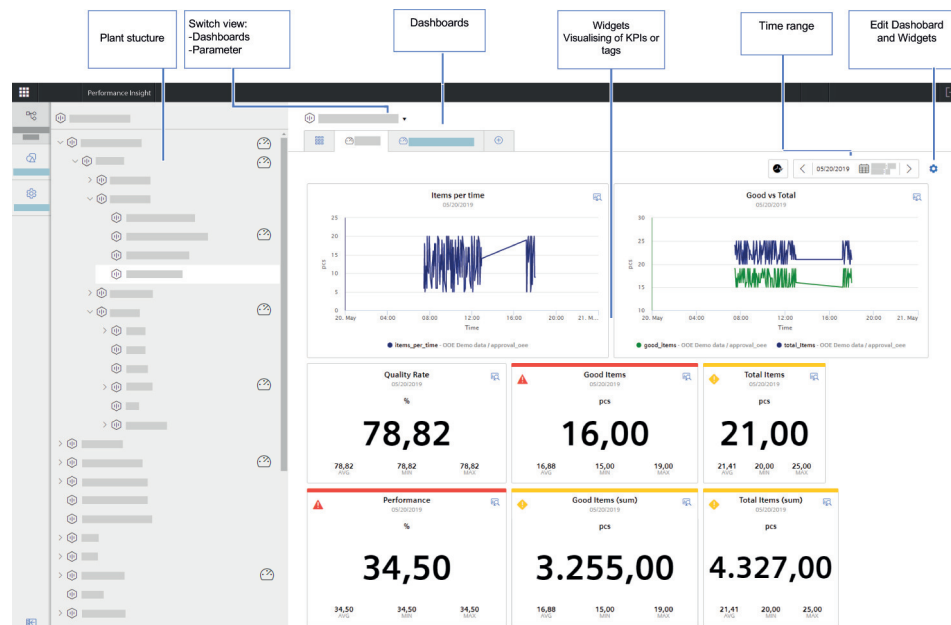 Plant stucture
Switch view:
-Dashboards
-Parameter
Dashboards
Widgets
Visualising of KPIs or
tags
Time range
Edit Dashobard
and Widgets
Performance Insight
05/20/2019
Items per time
05/20/2019
25
20
15
10
5
0
pcs
20. May
04:00
08:00
12:00
16:00
20:00
21. M...
Time
items_per_time - OOE Demo data / approval_oee
Good vs Total
05/20/2019
30
25
20
15
10
pcs
20. May
04:00
08:00
12:00
16:00
20:00
21. May
Time
good_items - OOE Demo data / approval_oee
total_items - OOE Demo data / approval_oee
Quality Rate
05/20/2019
%
78,82
78,82 78,82 78,82
AVG MIN MAX
Good Items
05/20/2019
pcs
16,00
16,88 15,00 19,00
AVG MIN MAX
Total Items
05/20/2019
pcs
21,00
21,41 20,00 25,00
AVG MIN MAX
Performance
05/20/2019
%
34,50
34,50 34,50 34,50
AVG MIN MAX
Good Items (sum)
05/20/2019
pcs
3.255,00
16,88 15,00 19,00
AVG MIN MAX
Total Items (sum)
05/20/2019
pcs
4.327,00
21,41 20,00 25,00
AVG MIN MAX